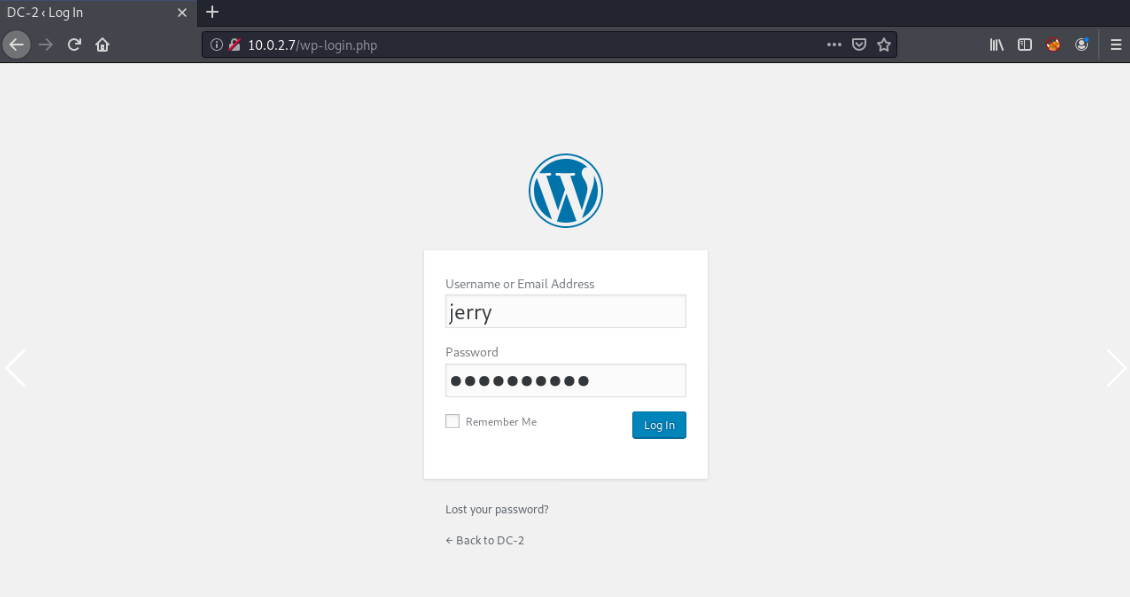 DC-2 ‹ Log In
10.0.2.7/wp-login.php
Username or Email Address
jerry
Password
Remember Me
Log In
Lost your password?
← Back to DC-2